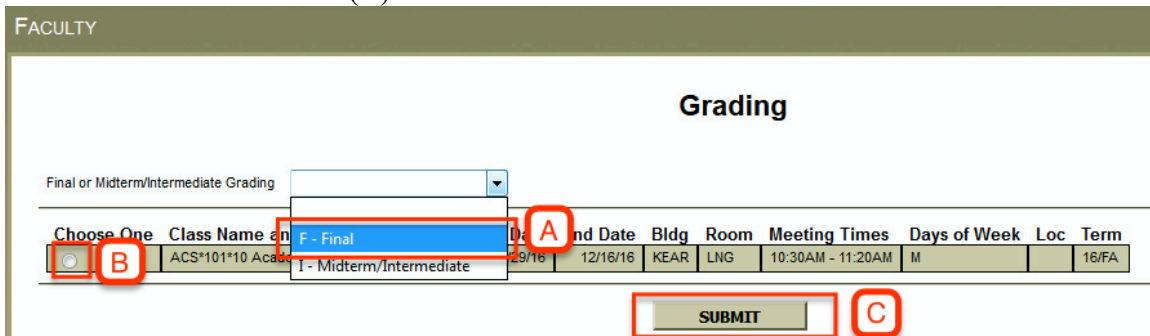 FACULTY
Grading
Final or Midterm/Intermediate Grading
F - Final
I - Midterm/Intermediate
A
Choose One Class Name an nd Date Bldg Room Meeting Times Days of Week Loc Term
B
ACS*101*10 29/16 12/16/16 KEAR LNG 10:30AM - 11:20AM M 16/FA
SUBMIT
C